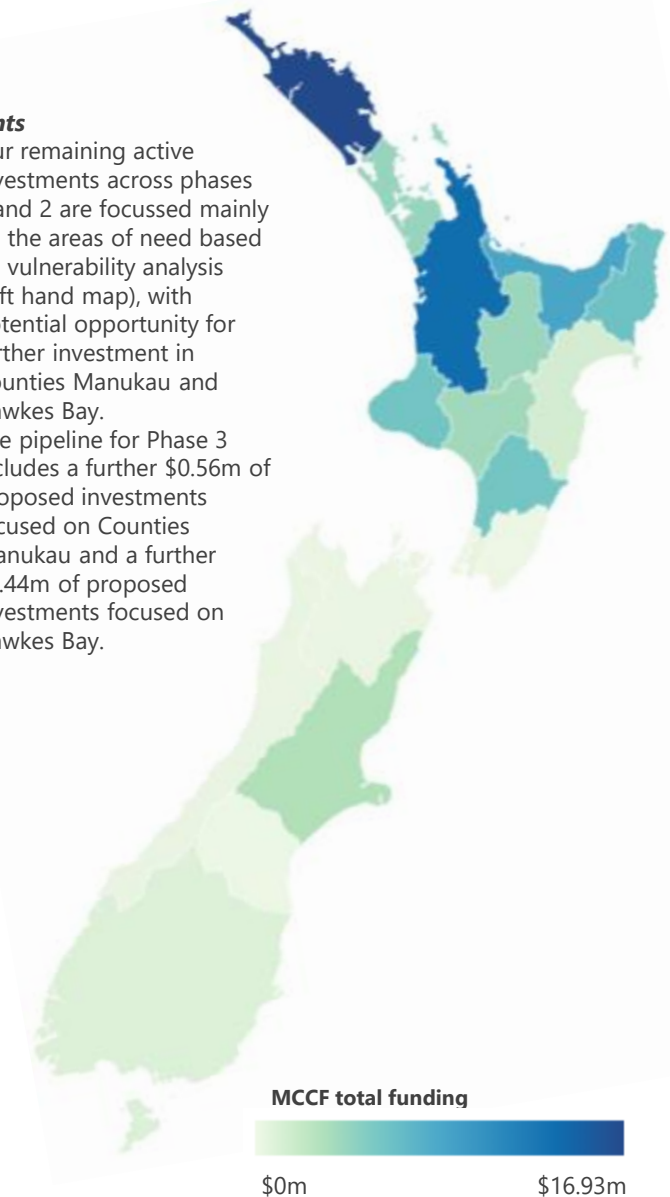 nts
ur remaining active
vestments across phases
and 2 are focussed mainly
the areas of need based
vulnerability analysis
ft hand map), with
otential opportunity for
rther investment in
ounties Manukau and
awkes Bay.
e pipeline for Phase 3
cludes a further $0.56m of
oposed investments
cused on Counties
anukau and a further
.44m of proposed
vestments focused on
awkes Bay.
MCCF total funding
$0m $16.93m